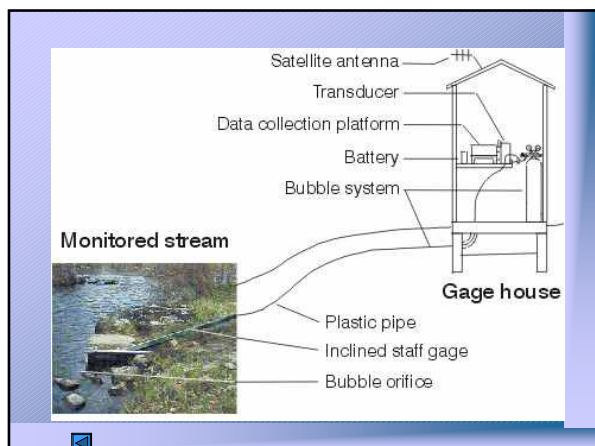 Satellite antenna
Transducer
Data collection platform
Battery
Bubble system
Monitored stream
Gage house
Plastic pipe
Inclined staff gage
Bubble orifice